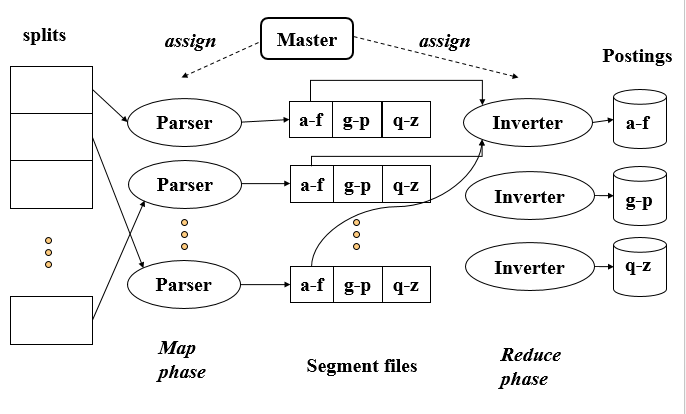 splits
assign
Master
assign
Postings
Parser
a-f g-p q-z
Inverter
a-f
Parser
a-f g-p q-z
Inverter
g-p
Parser
a-f g-p q-z
Inverter
q-z
Map
phase
Segment files
Reduce
phase